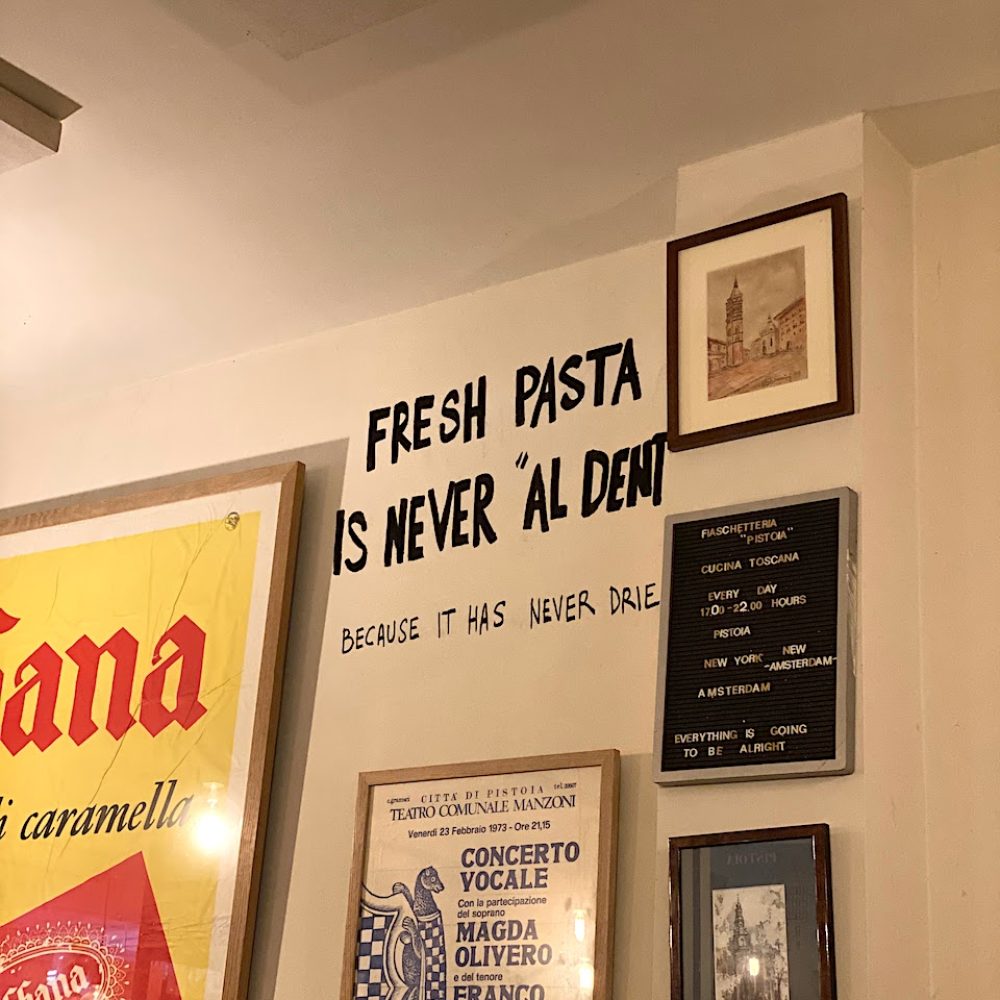 FRESH PASTA
IS NEVER "AL DENT
BECAUSE IT HAS NEVER DRIE
FIASCHETTERIA
"PISTOIA"
CUCINA TOSCANA
EVERY DAY
17.00-22.00 HOURS
PISTOIA
NEW YORK NEW
-AMSTERDAM-
AMSTERDAM
EVERYTHING IS GOING
TO BE ALRIGHT
ana
di caramella
CITTÀ DI PISTOIA
TEATRO COMUNALE MANZONI
Venerdì 23 Febbraio 1973 - Ore 21,15
CONCERTO
VOCALE
Con la partecipazione
del soprano
MAGDA
OLIVERO
e del tenore
FRANCO
PISTOIA